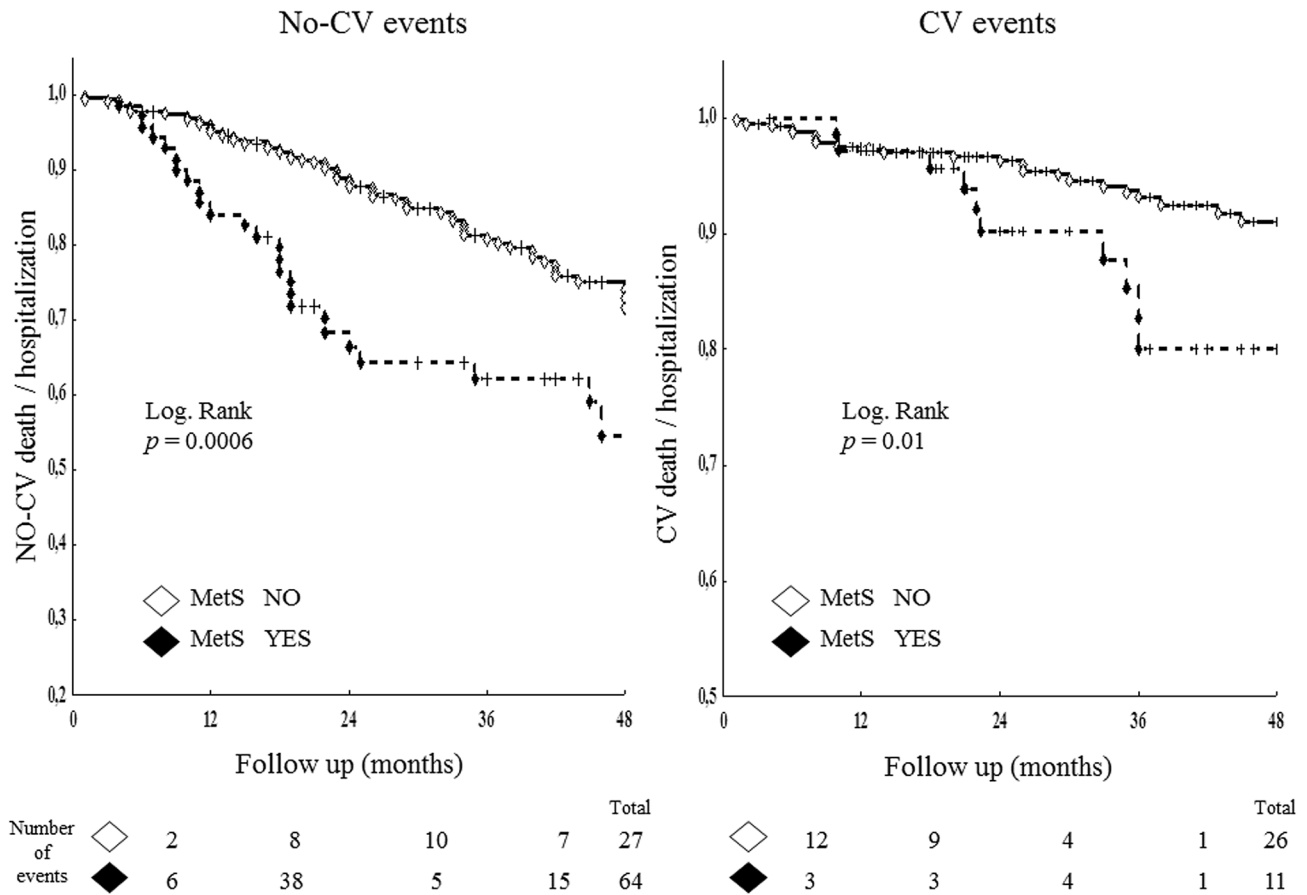 No-CV events
NO-CV death / hospitalization
1,0
0,9
0,8
0,7
0,6
0,5
0,4
0,3
0,2
Log. Rank
p = 0.0006
MetS NO
MetS YES
0 12 24 36 48
Follow up (months)
CV events
CV death / hospitalization
1,0
0,9
0,8
0,7
0,6
0,5
Log. Rank
p = 0.01
MetS NO
MetS YES
0 12 24 36 48
Follow up (months)
Number
of
events
Total
2 8 10 7 27
6 38 5 15 64
Total
12 9 4 1 26
3 3 4 1 11